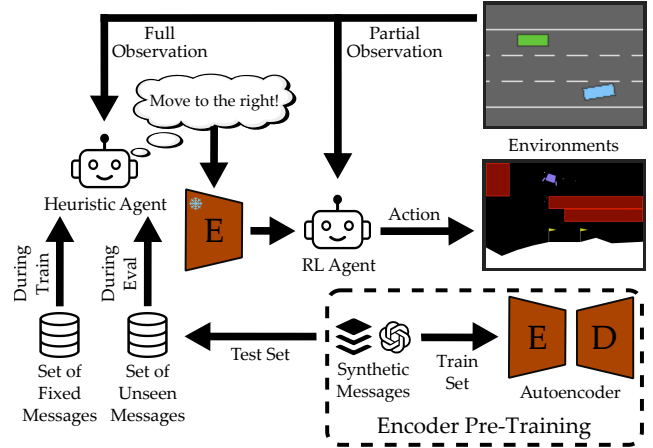 Full
Observation
Partial
Observation
Move to the right!
Environments
Heuristic Agent
E
RL Agent
Action
During
Train
During
Eval
Set of
Fixed
Messages
Set of
Unseen
Messages
Test Set
Synthetic
Messages
Train
Set
E
D
Autoencoder
Encoder Pre-Training